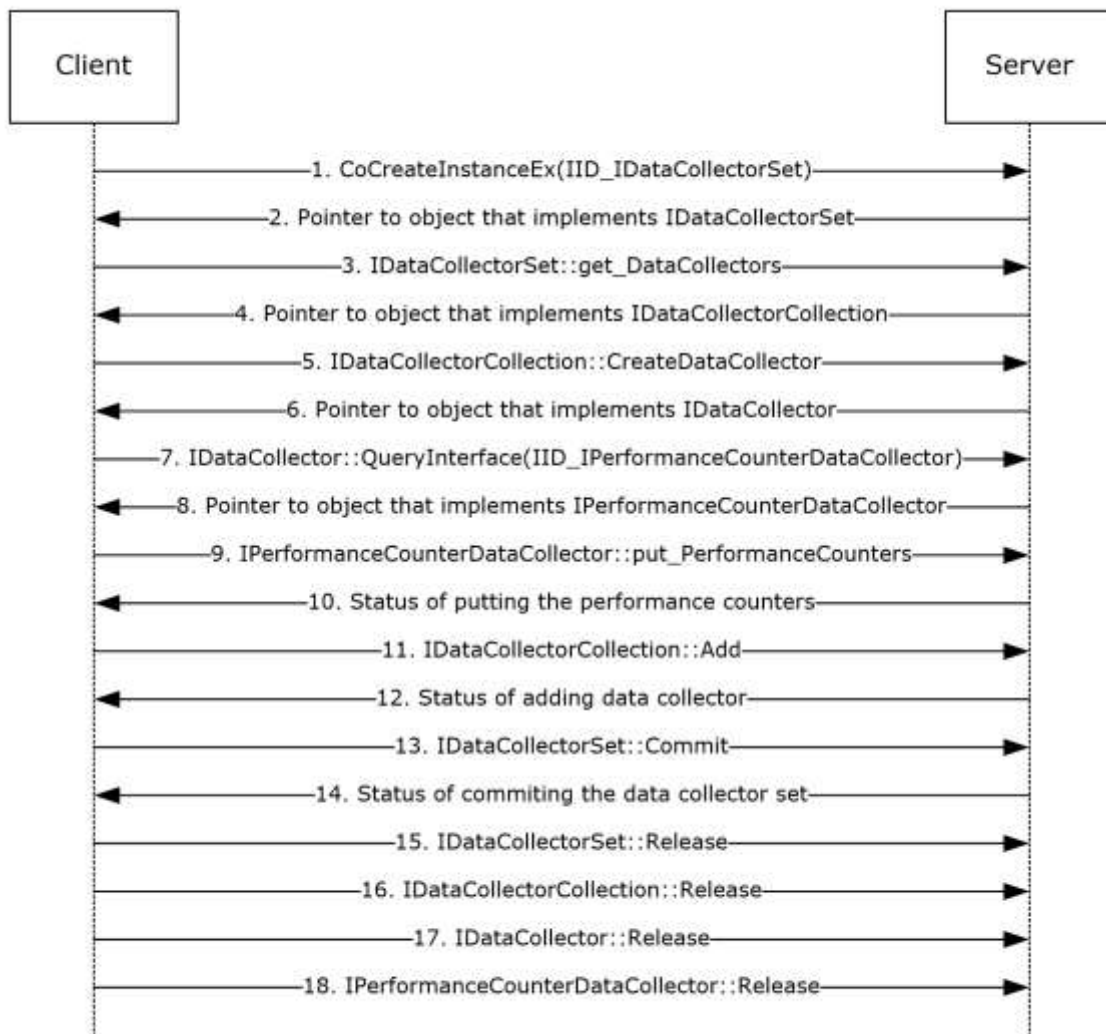 Client
Server
1. CoCreateInstanceEx(IID_IDataCollectorSet)
2. Pointer to object that implements IDataCollectorSet
3. IDataCollectorSet::get_DataCollectors
4. Pointer to object that implements IDataCollectorCollection
5. IDataCollectorCollection::CreateDataCollector
6. Pointer to object that implements IDataCollector
7. IDataCollector::QueryInterface(IID_IPerformanceCounterDataCollector)
8. Pointer to object that implements IPerformanceCounterDataCollector
9. IPerformanceCounterDataCollector::put_PerformanceCounters
10. Status of putting the performance counters
11. IDataCollectorCollection::Add
12. Status of adding data collector
13. IDataCollectorSet::Commit
14. Status of commiting the data collector set
15. IDataCollectorSet::Release
16. IDataCollectorCollection::Release
17. IDataCollector::Release
18. IPerformanceCounterDataCollector::Release